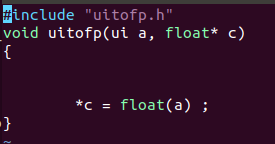 #include "uitofp.h"
void uitofp(ui a, float* c)
{
*c = float(a) ;
}
~